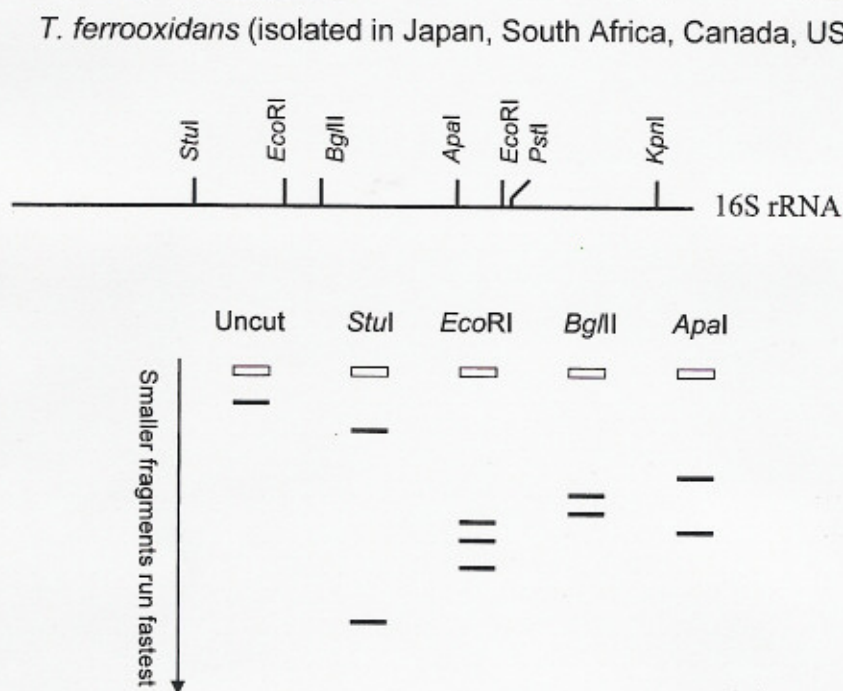 T. ferrooxidans (isolated in Japan, South Africa, Canada, US
StuI
EcoRI
BglII
ApaI
EcoRI
PstI
KpnI
16S rRNA
Uncut StuI EcoRI BglII ApaI
Smaller fragments run fastest